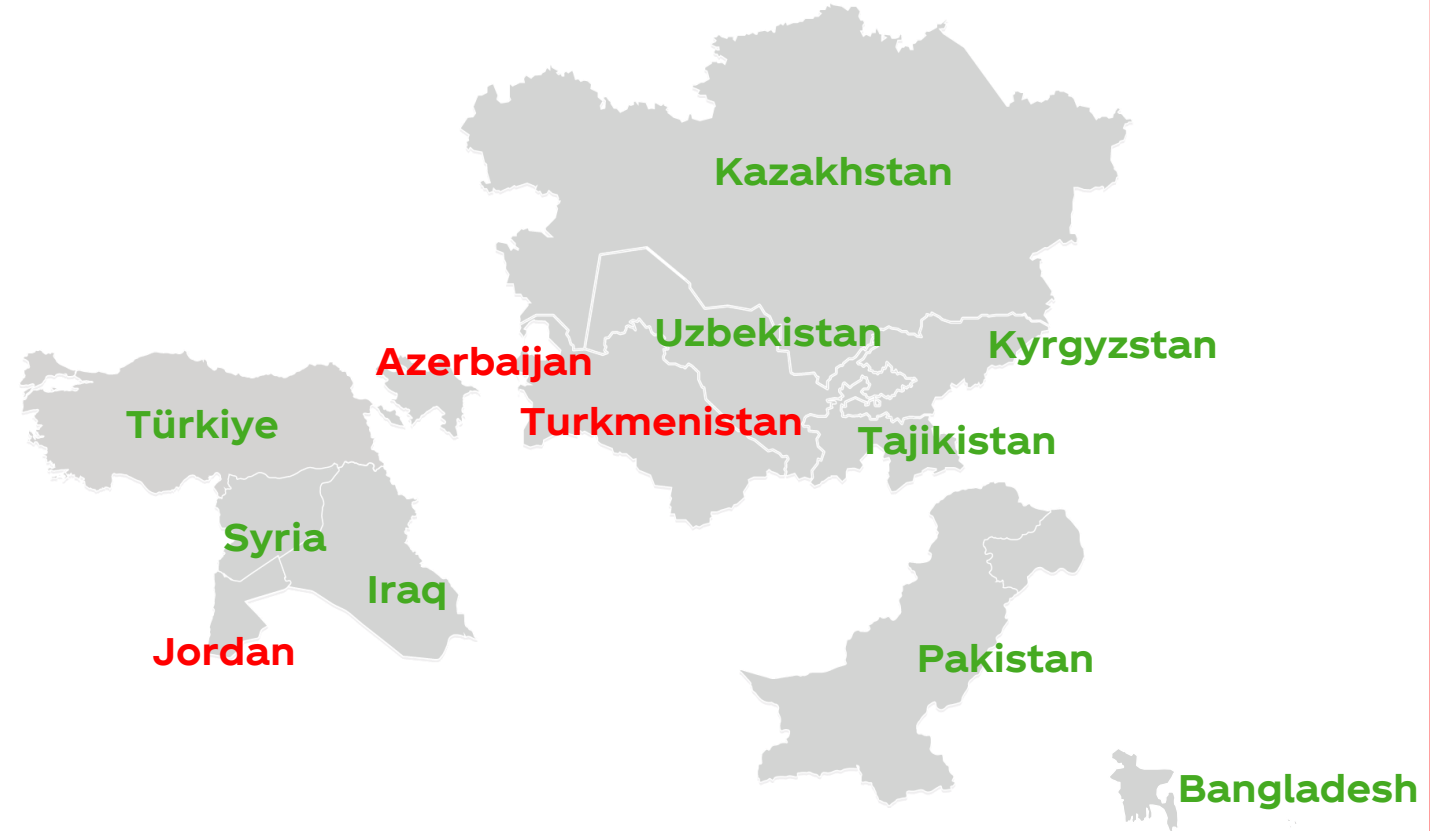 Kazakhstan
Uzbekistan
Kyrgyzstan
Azerbaijan
Türkiye
Turkmenistan
Tajikistan
Syria
Iraq
Jordan
Pakistan
Bangladesh